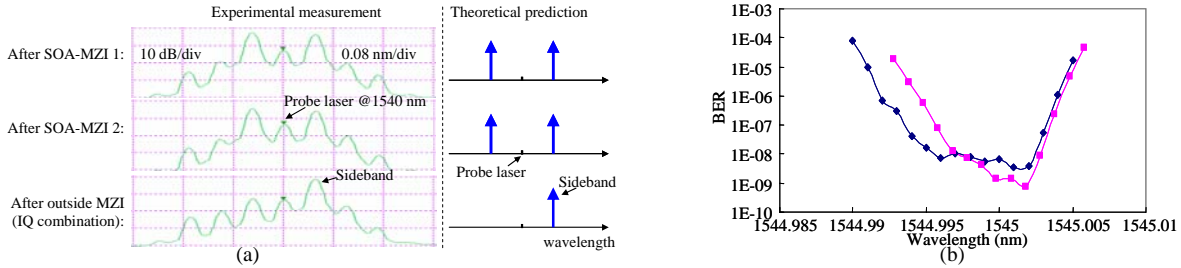 Experimental measurement
Theoretical prediction
After SOA-MZI 1:
10 dB/div
0.08 nm/div
Probe laser @1540 nm
After SOA-MZI 2:
Probe laser
Sideband
Sideband
After outside MZI
(IQ combination):
wavelength
(a)
1E-03
1E-04
1E-05
1E-06
1E-07
1E-08
1E-09
1E-10
BER
1544.985
1544.99
1544.995
1545
1545.005
1545.01
Wavelength (nm)
(b)